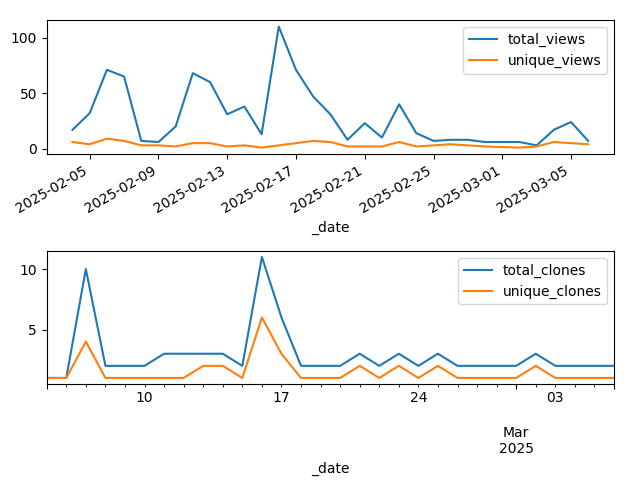 100
50
0
total_views
unique_views
2025-02-05
2025-02-09
2025-02-13
2025-02-17
2025-02-21
2025-02-25
2025-03-01
2025-03-05
_date
10
5
total_clones
unique_clones
10
17
24
03
Mar
2025
_date